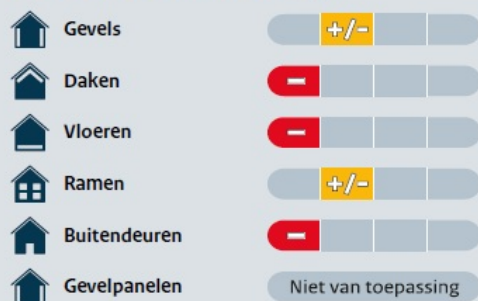 Gevels +/-
Daken -
Vloeren -
Ramen +/-
Buitendeuren -
Gevelpanelen Niet van toepassing